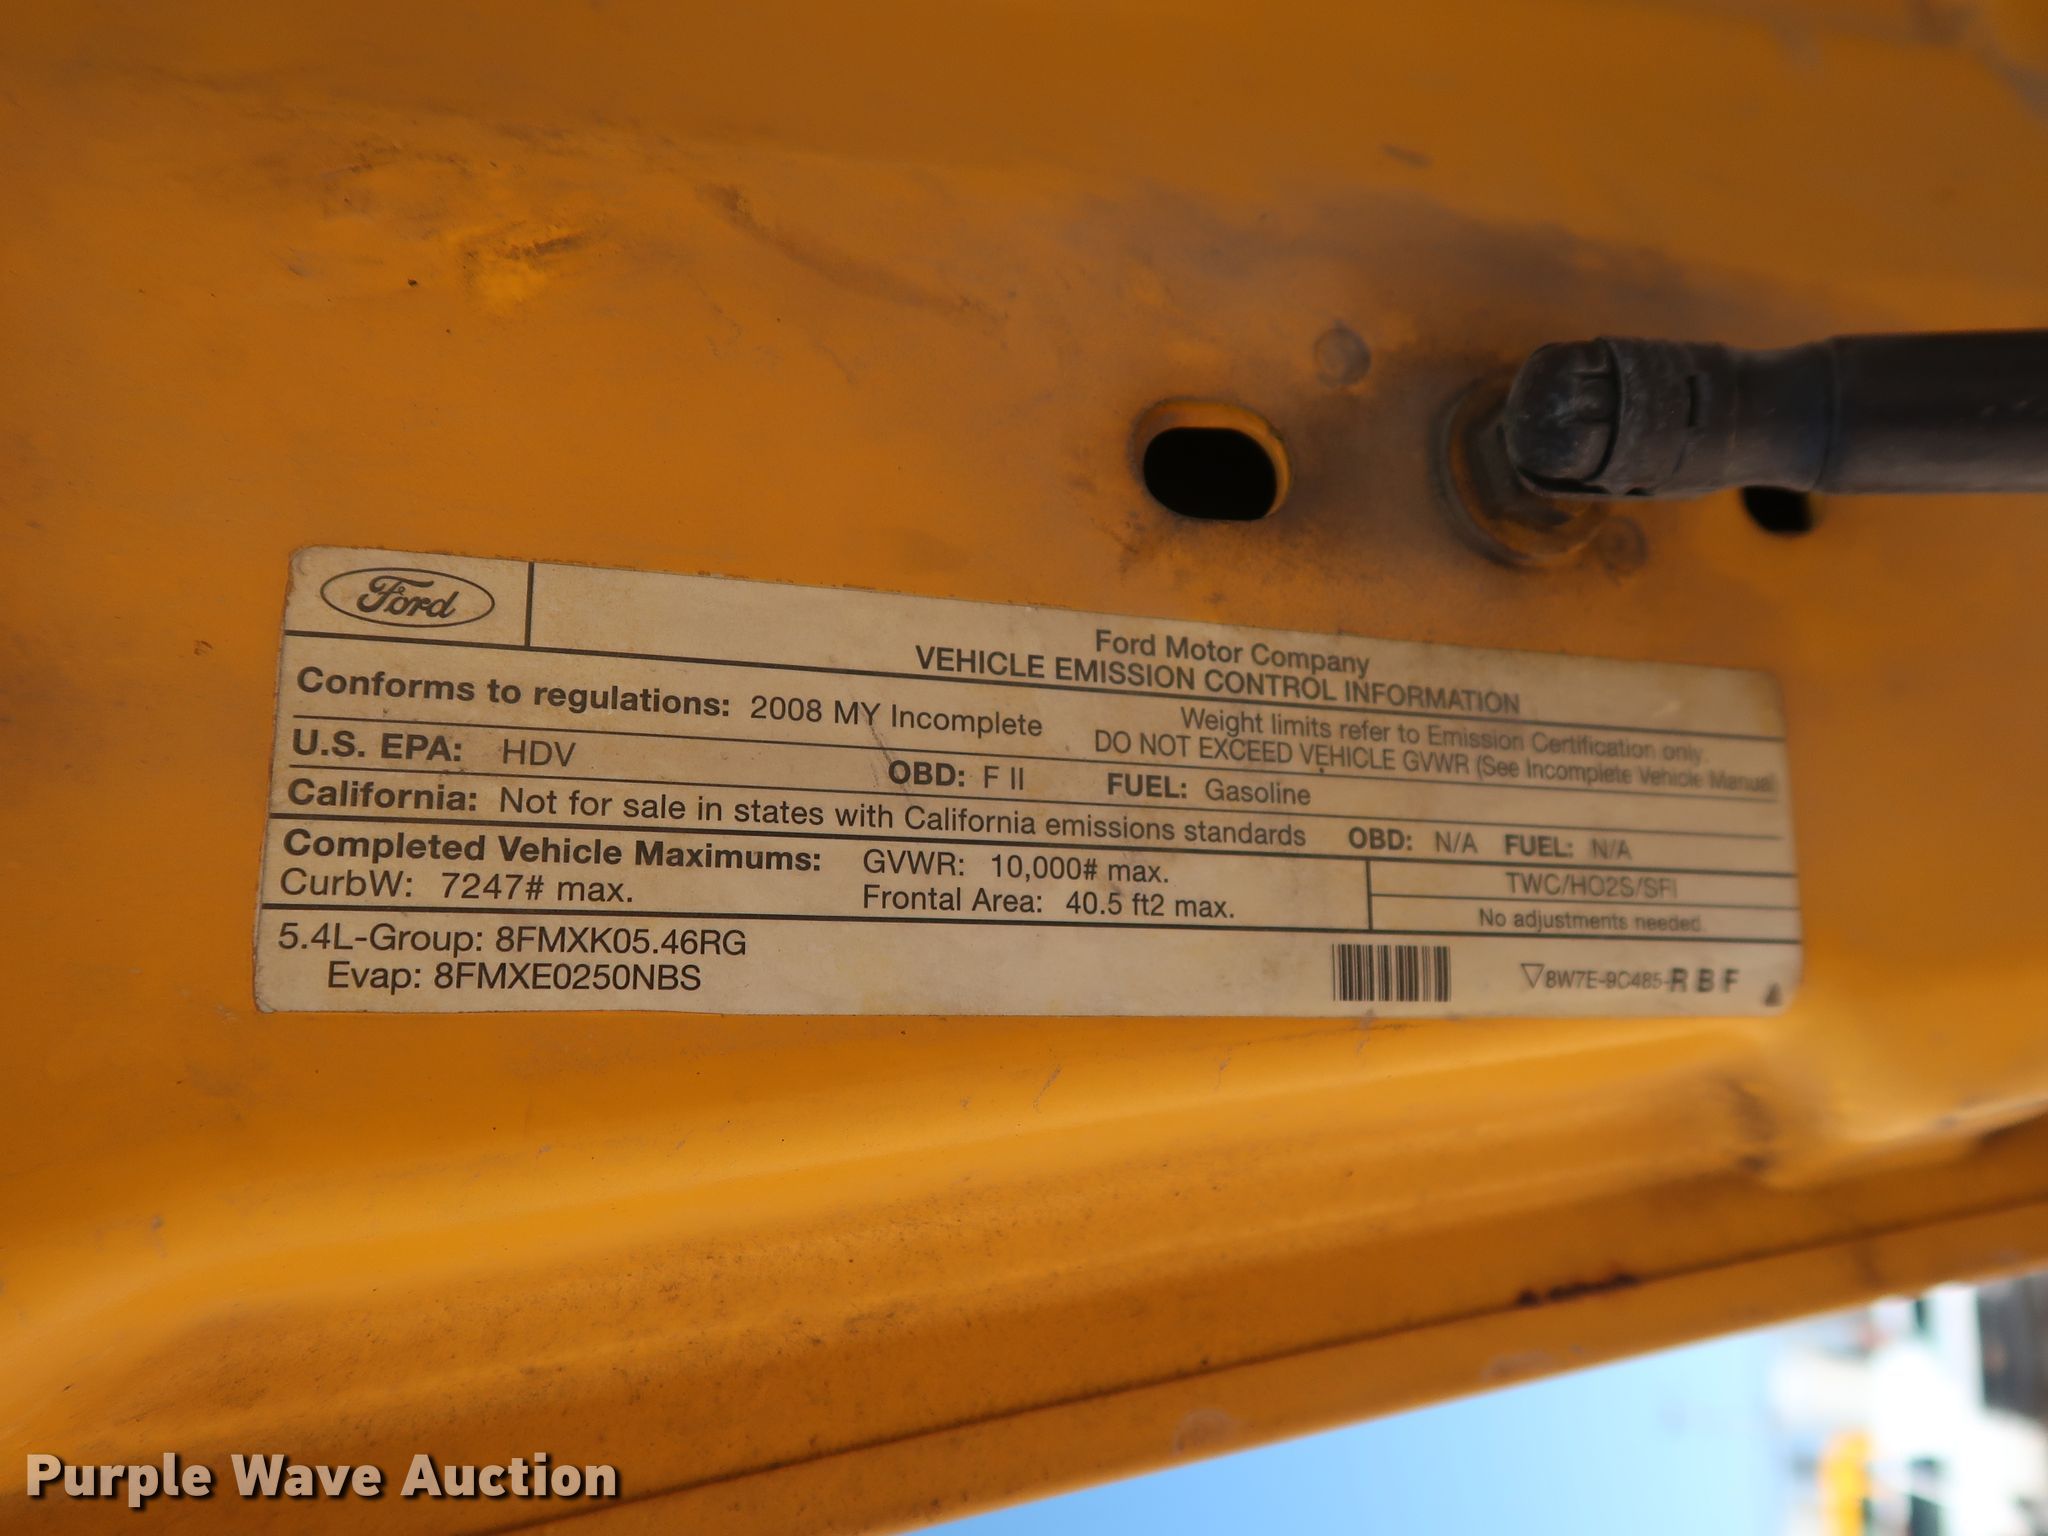 Ford
Ford Motor Company
VEHICLE EMISSION CONTROL INFORMATION
Conforms to regulations: 2008 MY Incomplete
Weight limits refer to Emission Certification only.
DO NOT EXCEED VEHICLE GVWR (See Incomplete Vehicle Manual)
U.S. EPA: HDV OBD: F II FUEL: Gasoline
California: Not for sale in states with California emissions standards OBD: N/A FUEL: N/A
Completed Vehicle Maximums: GVWR: 10,000# max.
CurbW: 7247# max. Frontal Area: 40.5 ft2 max.
TWC/HO2S/SFI
No adjustments needed.
5.4L-Group: 8FMXK05.46RG
Evap: 8FMXE0250NBS
▽8W7E-9C485-R B F
Purple Wave Auction